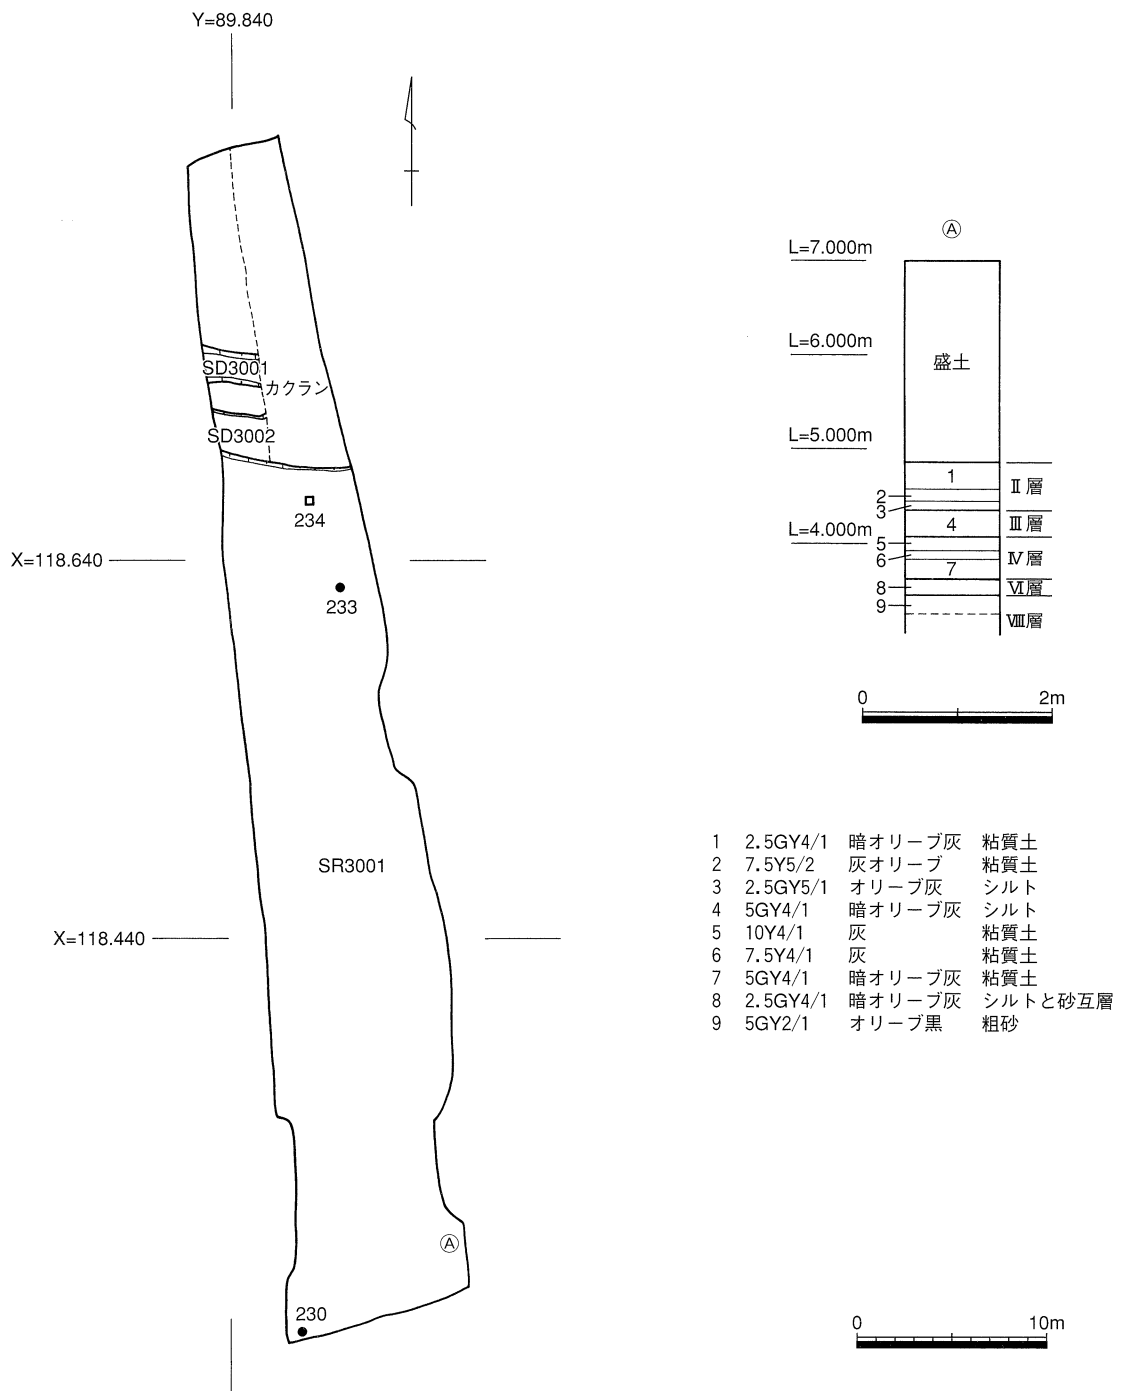 Y=89.840
SD3001
カクラン
SD3002
234
X=118.640
233
SR3001
X=118.440
Ⓐ
230
Ⓐ
L=7.000m
L=6.000m
盛土
L=5.000m
1
Ⅱ層
2
3
4
Ⅲ層
L=4.000m
5
6
Ⅳ層
7
8
Ⅵ層
9
Ⅷ層
0 2m
1 2.5GY4/1 暗オリーブ灰 粘質土
2 7.5Y5/2 灰オリーブ 粘質土
3 2.5GY5/1 オリーブ灰 シルト
4 5GY4/1 暗オリーブ灰 シルト
5 10Y4/1 灰 粘質土
6 7.5Y4/1 灰 粘質土
7 5GY4/1 暗オリーブ灰 粘質土
8 2.5GY4/1 暗オリーブ灰 シルトと砂互層
9 5GY2/1 オリーブ黒 粗砂
0 10m